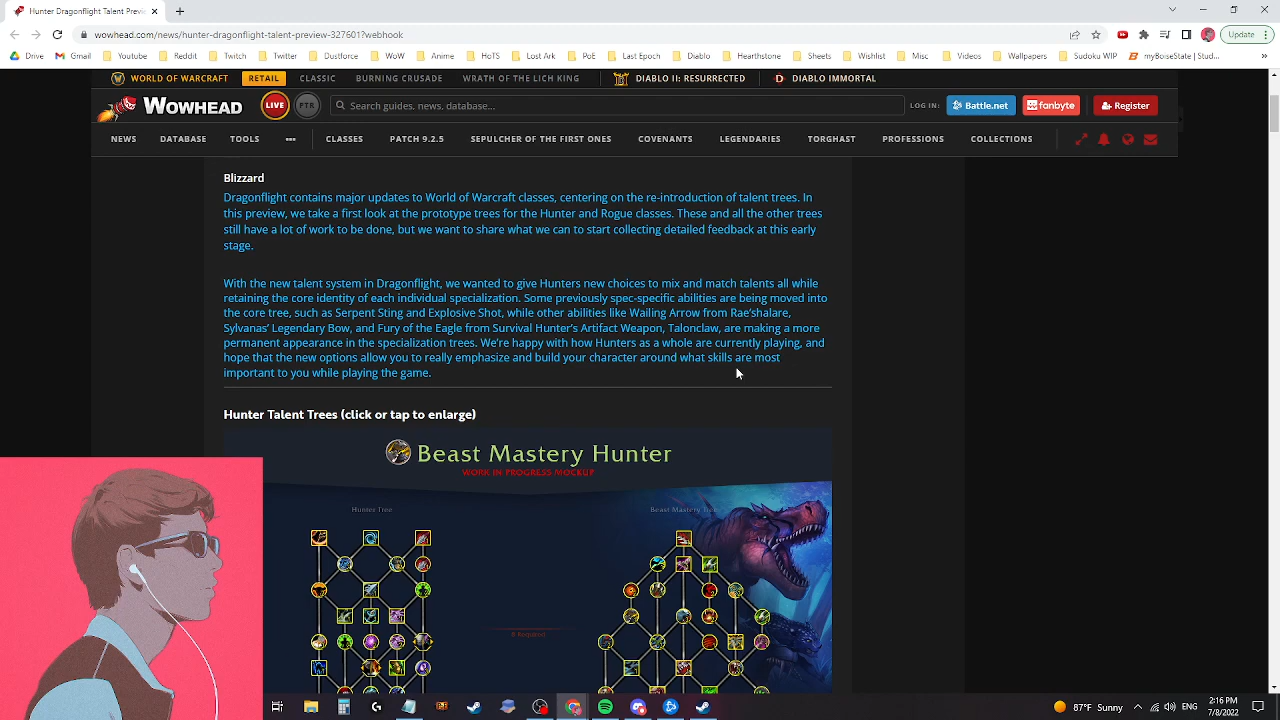 Hunter Dragonflight Talent Previ
wowhead.com/news/hunter-dragonflight-talent-preview-327601?webhook
Update
Drive Gmail Youtube Reddit Twitch Twitter Dustforce WoW Anime HoTS Lost Ark PoE Last Epoch Diablo Hearthstone Sheets Wishlist Misc Videos Wallpapers Sudoku WIP myBoiseState | Ho...
WORLD OF WARCRAFT RETAIL CLASSIC BURNING CRUSADE WRATH OF THE LICH KING DIABLO II: RESURRECTED DIABLO IMMORTAL
WOWHEAD LIVE PTR Search guides, news, database... LOG IN: Battle.net fanbyte Register
NEWS DATABASE TOOLS ••• CLASSES PATCH 9.2.5 SEPULCHER OF THE FIRST ONES COVENANTS LEGENDARIES TORGHAST PROFESSIONS COLLECTIONS
Blizzard
Dragonflight contains major updates to World of Warcraft classes, centering on the re-introduction of talent trees. In
this preview, we take a first look at the prototype trees for the Hunter and Rogue classes. These and all the other trees
still have a lot of work to be done, but we want to share what we can to start collecting detailed feedback at this early
stage.
With the new talent system in Dragonflight, we wanted to give Hunters new choices to mix and match talents all while
retaining the core identity of each individual specialization. Some previously spec-specific abilities are being moved into
the core tree, such as Serpent Sting and Explosive Shot, while other abilities like Wailing Arrow from Rae'shalare,
Sylvanas' Legendary Bow, and Fury of the Eagle from Survival Hunter's Artifact Weapon, Talonclaw, are making a more
permanent appearance in the specialization trees. We're happy with how Hunters as a whole are currently playing, and
hope that the new options allow you to really emphasize and build your character around what skills are most
important to you while playing the game.
Hunter Talent Trees (click or tap to enlarge)
Beast Mastery Hunter
WORK IN PROGRESS MOCKUP
Hunter Tree
Beast Mastery Tree
[8 Required]
87°F Sunny
2:16 PM
7/8/2022